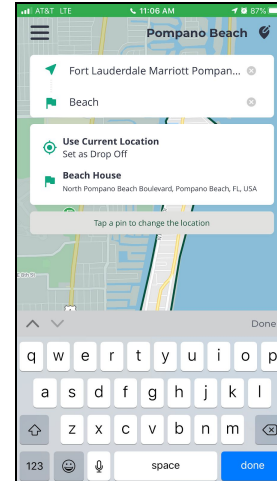 AT&T LTE 11:06 AM 87%
Pompano Beach
Fort Lauderdale Marriott Pompan...
Beach
Use Current Location
Set as Drop Off
Beach House
North Pompano Beach Boulevard, Pompano Beach, FL, USA
Tap a pin to change the location
Done
q w e r t y u i o p
a s d f g h j k l
z x c v b n m
123 space done